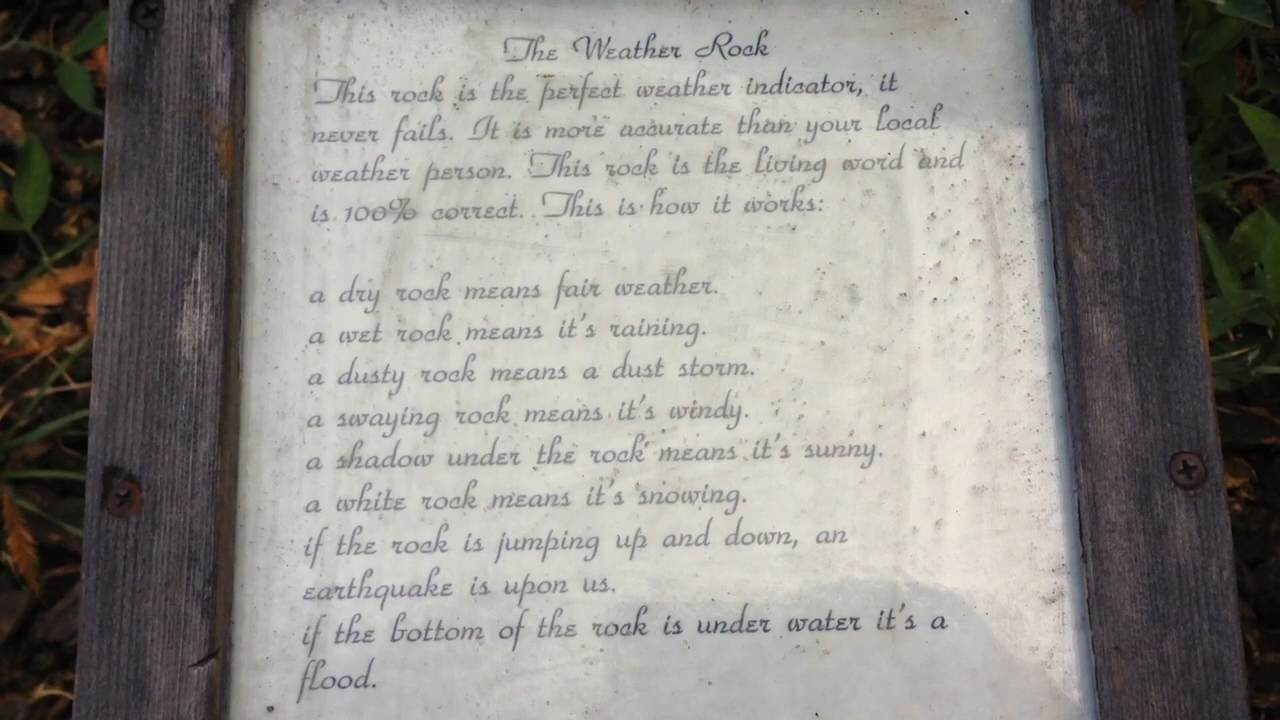 The Weather Rock
This rock is the perfect weather indicator, it
never fails. It is more accurate than your local
weather person. This rock is the living word and
is 100% correct. This is how it works:
a dry rock means fair weather.
a wet rock means it's raining.
a dusty rock means a dust storm.
a swaying rock means it's windy.
a shadow under the rock means it's sunny.
a white rock means it's snowing.
if the rock is jumping up and down, an
earthquake is upon us.
if the bottom of the rock is under water it's a
flood.